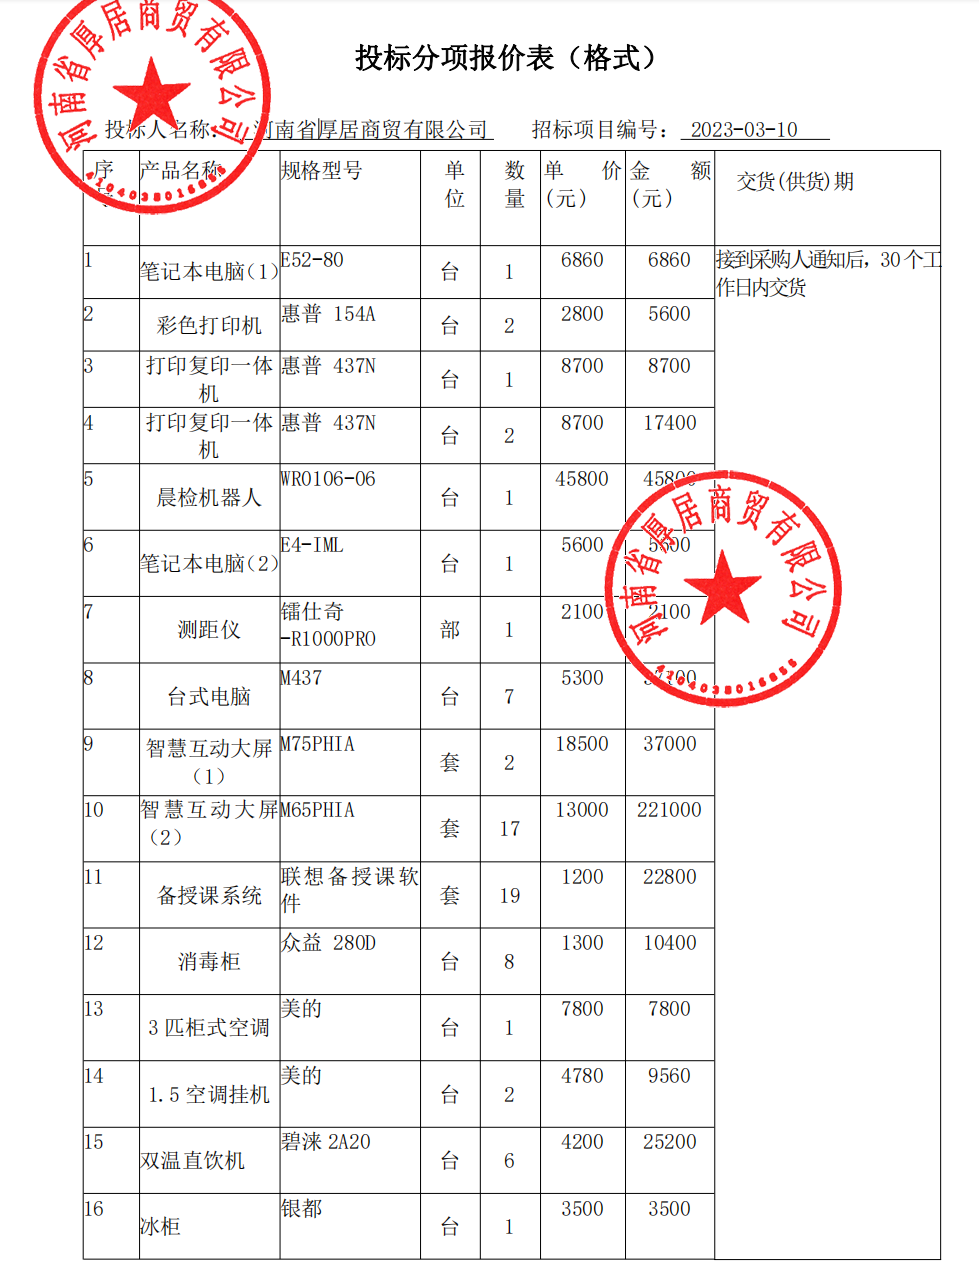 投标分项报价表（格式）
投标人名称： 河南省厚居商贸有限公司 招标项目编号： 2023-03-10
河南省厚居商贸有限公司
序 产品名称 规格型号 单位 数量 单价(元) 金额(元) 交货(供货)期
1 笔记本电脑(1) E52-80 台 1 6860 6860 接到采购人通知后，30个工
作日内交货
2 彩色打印机 惠普 154A 台 2 2800 5600
3 打印复印一体 惠普 437N 台 1 8700 8700
机
4 打印复印一体 惠普 437N 台 2 8700 17400
机
5 晨检机器人 WR0106-06 台 1 45800 45800
6 笔记本电脑(2) E4-IML 台 1 5600 5600
7 测距仪 镭仕奇 部 1 2100 2100
-R1000PRO
8 台式电脑 M437 台 7 5300
9 智慧互动大屏 M75PHIA 套 2 18500 37000
（1）
10 智慧互动大屏 M65PHIA 套 17 13000 221000
（2）
11 备授课系统 联想备授课软 套 19 1200 22800
件
12 消毒柜 众益 280D 台 8 1300 10400
13 3匹柜式空调 美的 台 1 7800 7800
14 1.5空调挂机 美的 台 2 4780 9560
15 双温直饮机 碧涞2A20 台 6 4200 25200
16 冰柜 银都 台 1 3500 3500
河南省厚居商贸有限公司